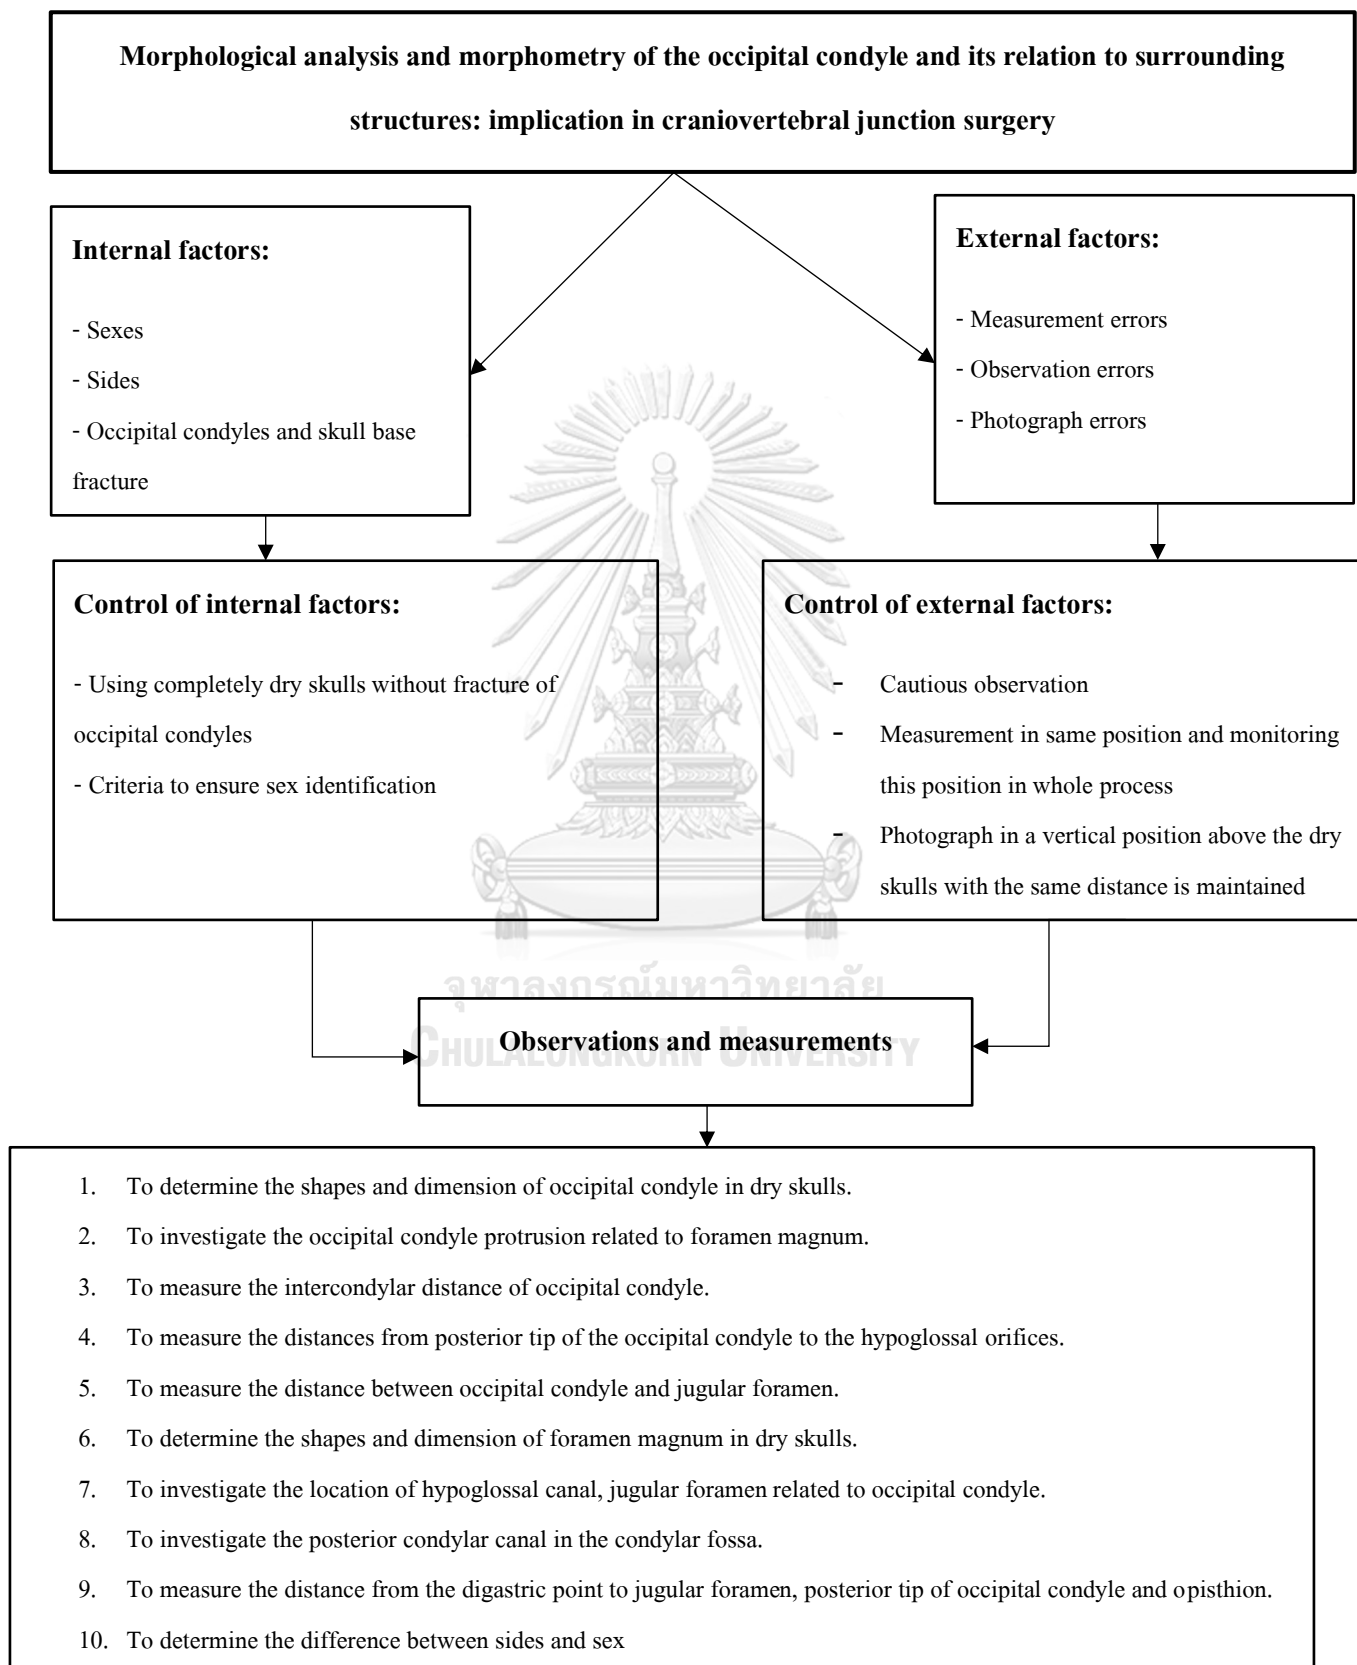 Morphological analysis and morphometry of the occipital condyle and its relation to surrounding
structures: implication in craniovertebral junction surgery
Internal factors:
- Sexes
- Sides
- Occipital condyles and skull base
fracture
External factors:
- Measurement errors
- Observation errors
- Photograph errors
Control of internal factors:
- Using completely dry skulls without fracture of
occipital condyles
- Criteria to ensure sex identification
Control of external factors:
- Cautious observation
- Measurement in same position and monitoring
this position in whole process
- Photograph in a vertical position above the dry
skulls with the same distance is maintained
จุฬาลงกรณ์มหาวิทยาลัย
CHULALONGKORN UNIVERSITY
Observations and measurements
1. To determine the shapes and dimension of occipital condyle in dry skulls.
2. To investigate the occipital condyle protrusion related to foramen magnum.
3. To measure the intercondylar distance of occipital condyle.
4. To measure the distances from posterior tip of the occipital condyle to the hypoglossal orifices.
5. To measure the distance between occipital condyle and jugular foramen.
6. To determine the shapes and dimension of foramen magnum in dry skulls.
7. To investigate the location of hypoglossal canal, jugular foramen related to occipital condyle.
8. To investigate the posterior condylar canal in the condylar fossa.
9. To measure the distance from the digastric point to jugular foramen, posterior tip of occipital condyle and opisthion.
10. To determine the difference between sides and sex